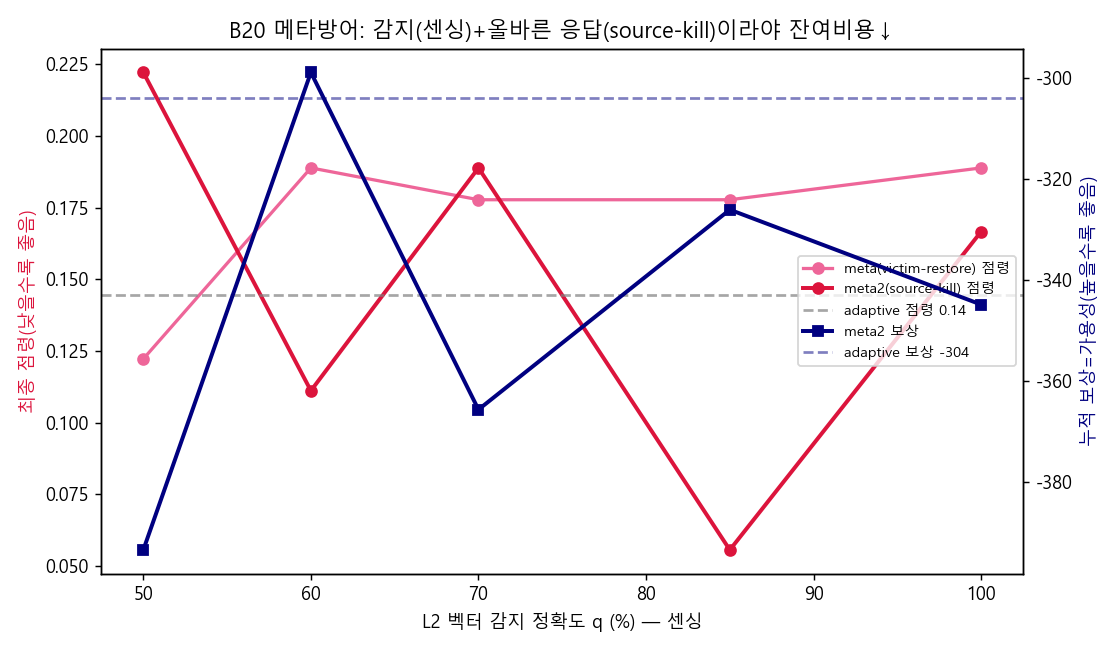 B20 메타방어: 감지(센싱)+올바른 응답(source-kill)이라야 잔여비용↓
최종 점령(낮을수록 좋음)
0.225
0.200
0.175
0.150
0.125
0.100
0.075
0.050
-300
-320
-340
-360
-380
누적 보상=가용성(높을수록 좋음)
meta(victim-restore) 점령
meta2(source-kill) 점령
adaptive 점령 0.14
meta2 보상
adaptive 보상 -304
50 60 70 80 90 100
L2 벡터 감지 정확도 q (%) — 센싱